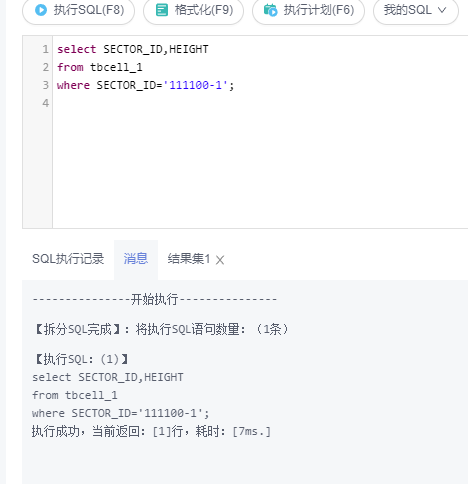 执行SQL(F8) 格式化(F9) 执行计划(F6) 我的SQL
1 select SECTOR_ID,HEIGHT
2 from tbcell_1
3 where SECTOR_ID='111100-1';
4
SQL执行记录 消息 结果集1
---------------开始执行---------------
【拆分SQL完成】：将执行SQL语句数量：（1条）
【执行SQL：(1)】
select SECTOR_ID,HEIGHT
from tbcell_1
where SECTOR_ID='111100-1';
执行成功，当前返回：[1]行，耗时：[7ms.]